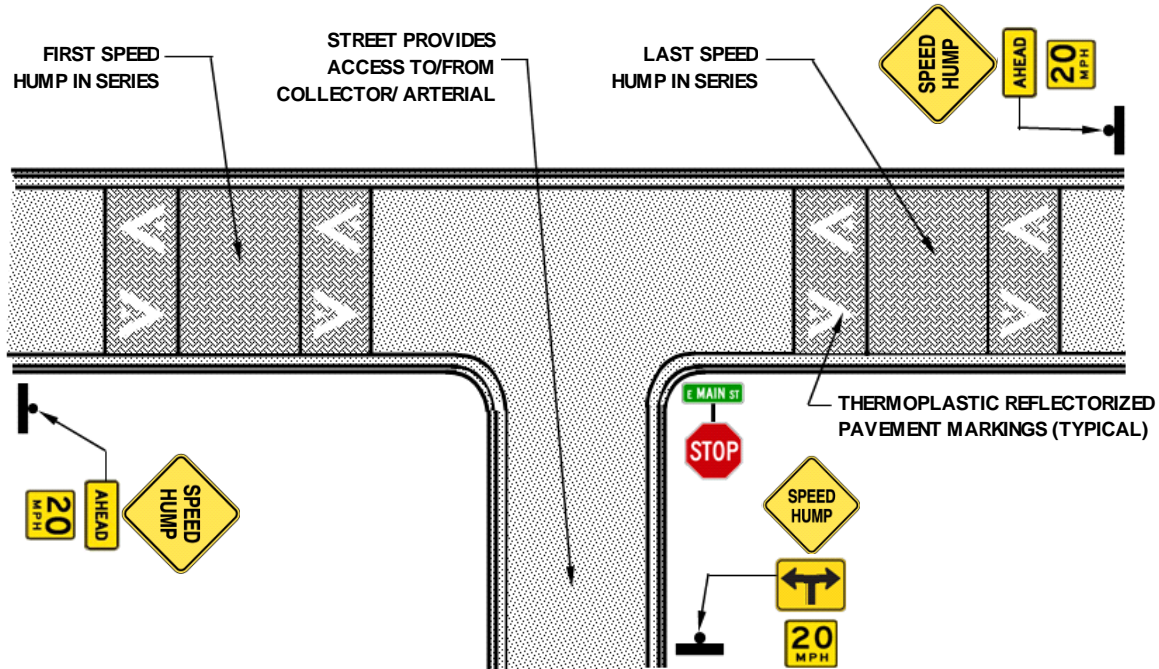 FIRST SPEED
HUMP IN SERIES
STREET PROVIDES
ACCESS TO/FROM
COLLECTOR/ ARTERIAL
LAST SPEED
HUMP IN SERIES
SPEED
HUMP
AHEAD
20
MPH
E MAIN ST
STOP
THERMOPLASTIC REFLECTORIZED
PAVEMENT MARKINGS (TYPICAL)
SPEED
HUMP
AHEAD
20
MPH
SPEED
HUMP
20
MPH